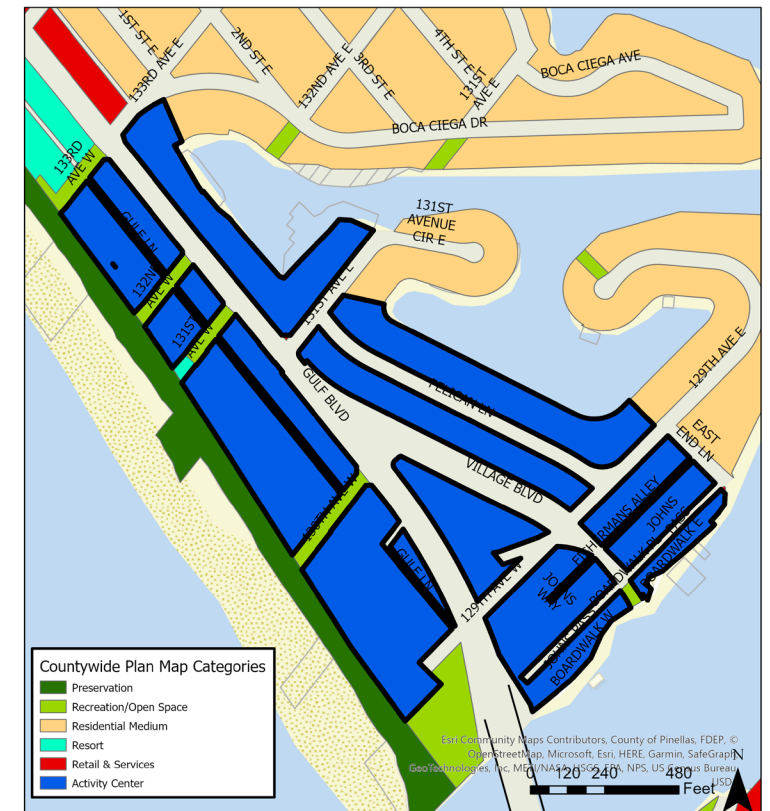 1ST ST E
133RD AVE E
2ND ST E
132ND AVE E
3RD ST E
4TH ST E
131ST
AVE E
BOCA CIEGA AVE
BOCA CIEGA DR
133RD
AVE W
131ST
AVENUE
CIR E
GULF LN
132ND
AVE W
131ST AVE E
131ST
AVE W
GULF BLVD
PELICAN LN
129TH AVE E
EAST
END LN
VILLAGE BLVD
130TH AVE W
FISHERMANS ALLEY
JOHNS
PASS
BOARDWALK E
GULF LN
129TH AVE W
JOHNS
WAY
JOHNS PASS BOARDWALK PL
BOARDWALK W
Countywide Plan Map Categories
Preservation
Recreation/Open Space
Residential Medium
Resort
Retail & Services
Activity Center
Esri Community Maps Contributors, County of Pinellas, FDEP, ©
OpenStreetMap, Microsoft, Esri, HERE, Garmin, SafeGraph,
GeoTechnologies, Inc, METI/NASA, USGS, EPA, NPS, US Census Bureau,
USDA
N
0 120 240 480
Feet